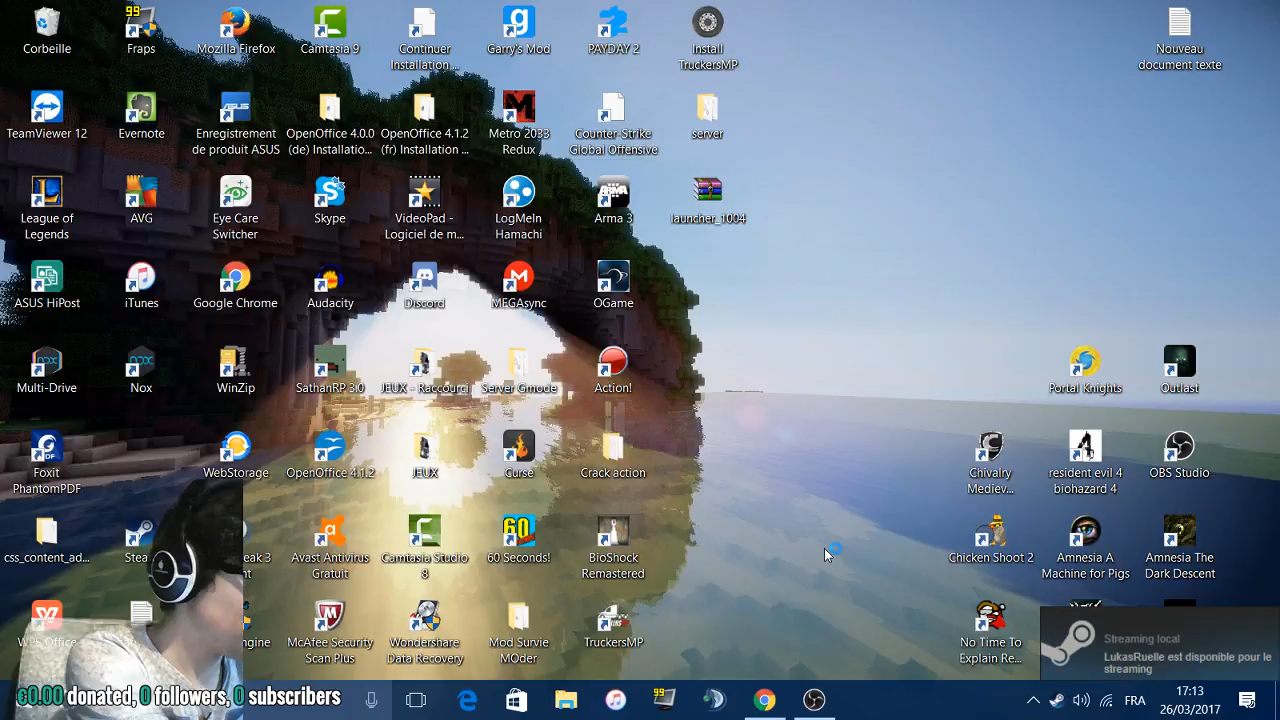 99
Corbeille
Fraps
Mozilla Firefox
Camtasia 9
Continuer
Installation ...
Garry's Mod
PAYDAY 2
Install
TruckersMP
Nouveau
document texte
TeamViewer 12
Evernote
Enregistrement
de produit ASUS
OpenOffice 4.0.0
(de) Installatio...
OpenOffice 4.1.2
(fr) Installation ...
Metro 2033
Redux
Counter-Strike
Global Offensive
server
League of
Legends
AVG
Eye Care
Switcher
Skype
VideoPad -
Logiciel de m...
LogMeIn
Hamachi
Arma 3
launcher_1004
ASUS HiPost
iTunes
Google Chrome
Audacity
Discord
MEGAsync
OGame
Multi-Drive
Nox
WinZip
SathanRP 3.0
JEUX - Raccourci
Server Gmode
Action!
Portal Knights
Outlast
Foxit
PhantomPDF
WebStorage
OpenOffice 4.1.2
JEUX
Curse
Crack action
Chivalry
Mediev...
resident evil 4
biohazard 4
OBS Studio
css_content_ad...
Stea
Avast Antivirus
Gratuit
Camtasia Studio
8
60 Seconds!
BioShock
Remastered
Chicken Shoot 2
Amnesia A
Machine for Pigs
Amnesia The
Dark Descent
WPS Office
McAfee Security
Scan Plus
Wondershare
Data Recovery
Mod Survie
MOder
TruckersMP
No Time To
Explain Re...
Streaming local
LukasRuelle est disponible pour le
streaming
€0.00 donated, 0 followers, 0 subscribers
99
FRA
17:13
26/03/2017